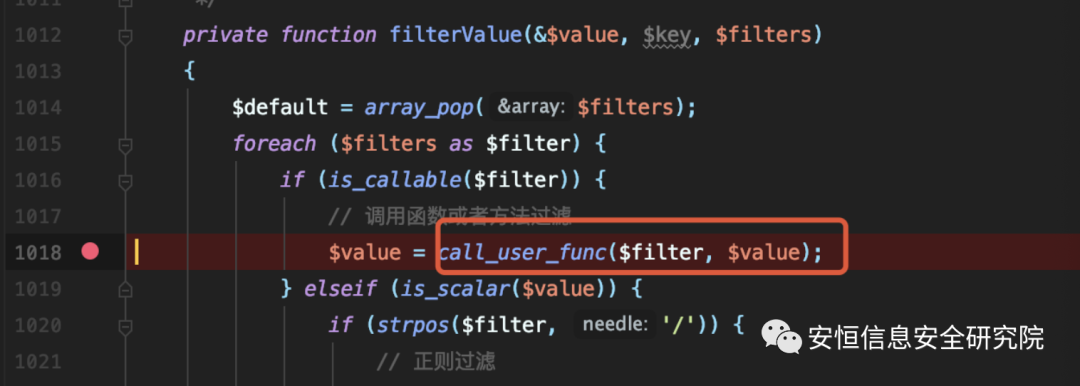 1011 */
1012 private function filterValue(&$value, $key, $filters)
1013 {
1014 $default = array_pop( &array: $filters);
1015 foreach ($filters as $filter) {
1016 if (is_callable($filter)) {
1017 // 调用函数或者方法过滤
1018 $value = call_user_func($filter, $value);
1019 } elseif (is_scalar($value)) {
1020 if (strpos($filter, needle: '/')) {
1021 // 正则过滤
安恒信息安全研究院